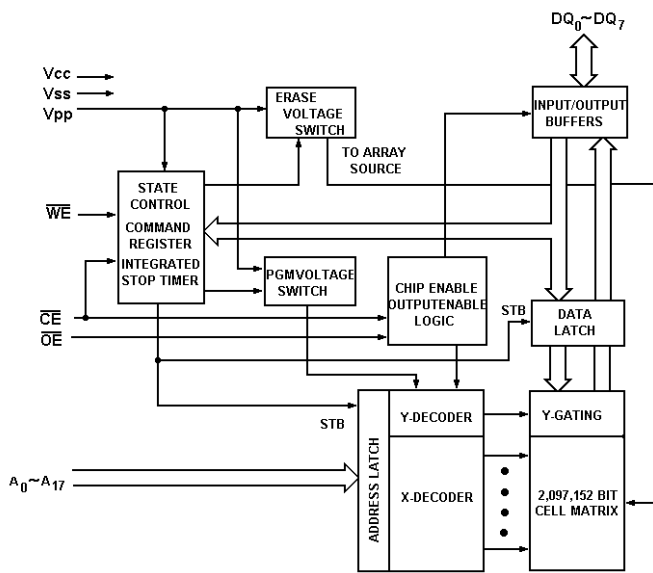 DQ0~DQ7
Vcc
Vss
Vpp
ERASE
VOLTAGE
SWITCH
INPUT/OUTPUT
BUFFERS
TO ARRAY
SOURCE
STATE
CONTROL
COMMAND
REGISTER
INTEGRATED
STOP TIMER
WE
PGMVOLTAGE
SWITCH
CHIP ENABLE
OUTPUTENABLE
LOGIC
CE
OE
STB
DATA
LATCH
STB
ADDRESS LATCH
Y-DECODER
Y-GATING
A0~A17
X-DECODER
2,097,152 BIT
CELL MATRIX